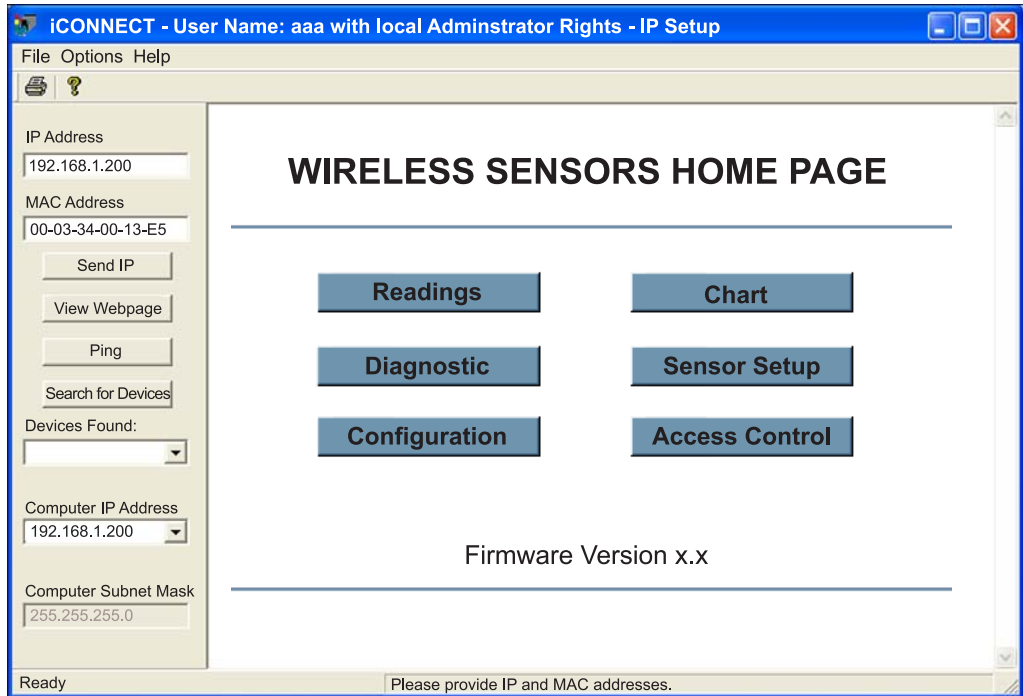 iCONNECT - User Name: aaa with local Adminstrator Rights - IP Setup
File Options Help
IP Address
192.168.1.200
MAC Address
00-03-34-00-13-E5
Send IP
View Webpage
Ping
Search for Devices
Devices Found:
Computer IP Address
192.168.1.200
Computer Subnet Mask
255.255.255.0
WIRELESS SENSORS HOME PAGE
Readings
Chart
Diagnostic
Sensor Setup
Configuration
Access Control
Firmware Version x.x
Ready
Please provide IP and MAC addresses.